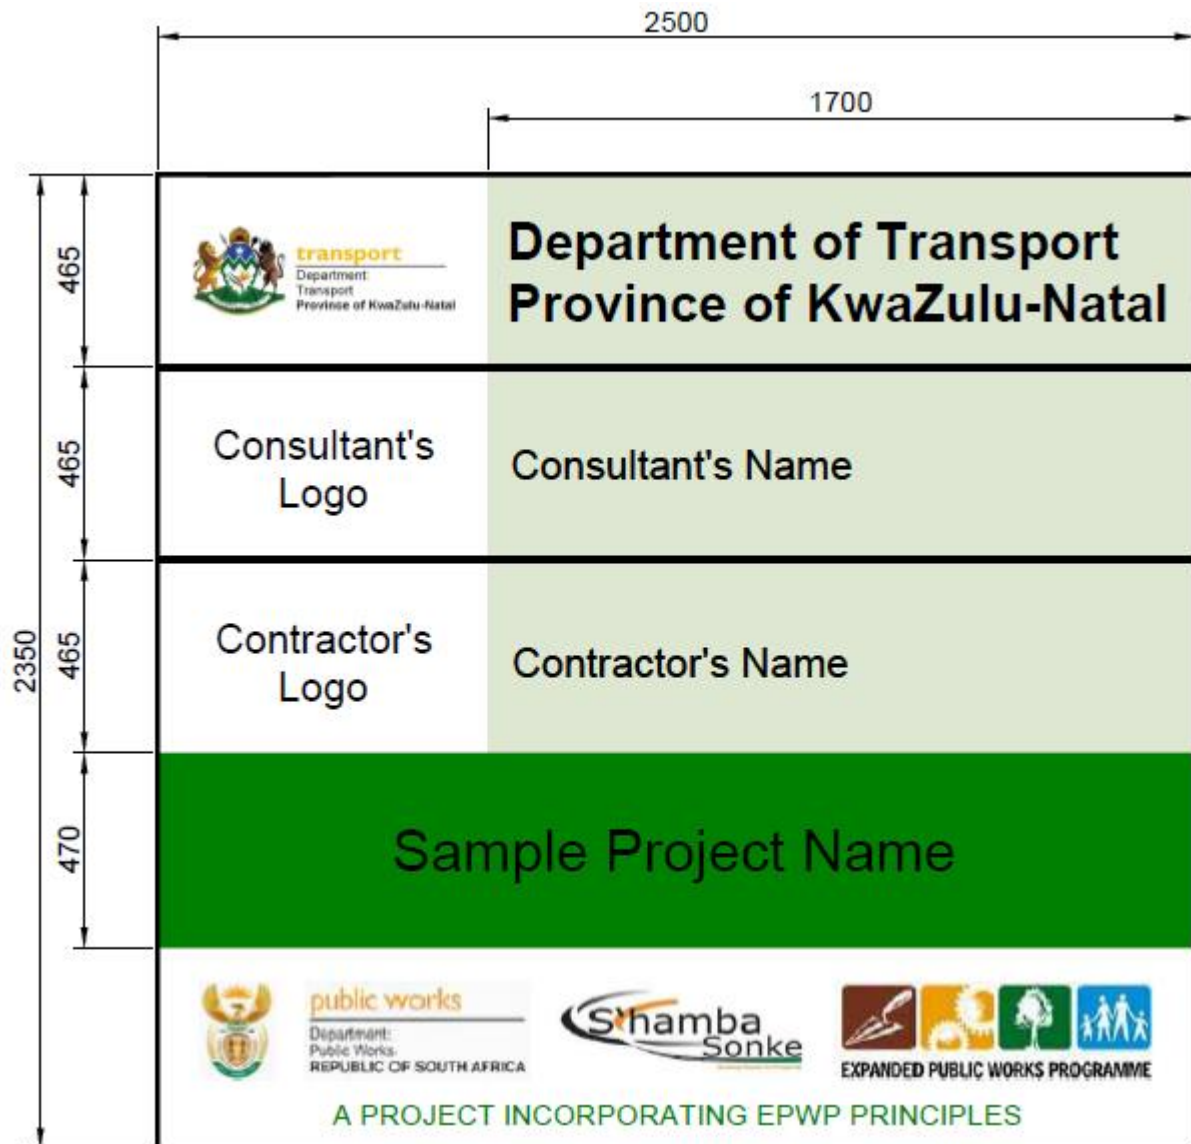 2500
1700
465
transport
Department:
Transport
Province of KwaZulu-Natal
Department of Transport
Province of KwaZulu-Natal
465
Consultant's
Logo
Consultant's Name
2350
465
Contractor's
Logo
Contractor's Name
470
Sample Project Name
public works
Department:
Public Works
REPUBLIC OF SOUTH AFRICA
S'hamba
Sonke
EXPANDED PUBLIC WORKS PROGRAMME
A PROJECT INCORPORATING EPWP PRINCIPLES